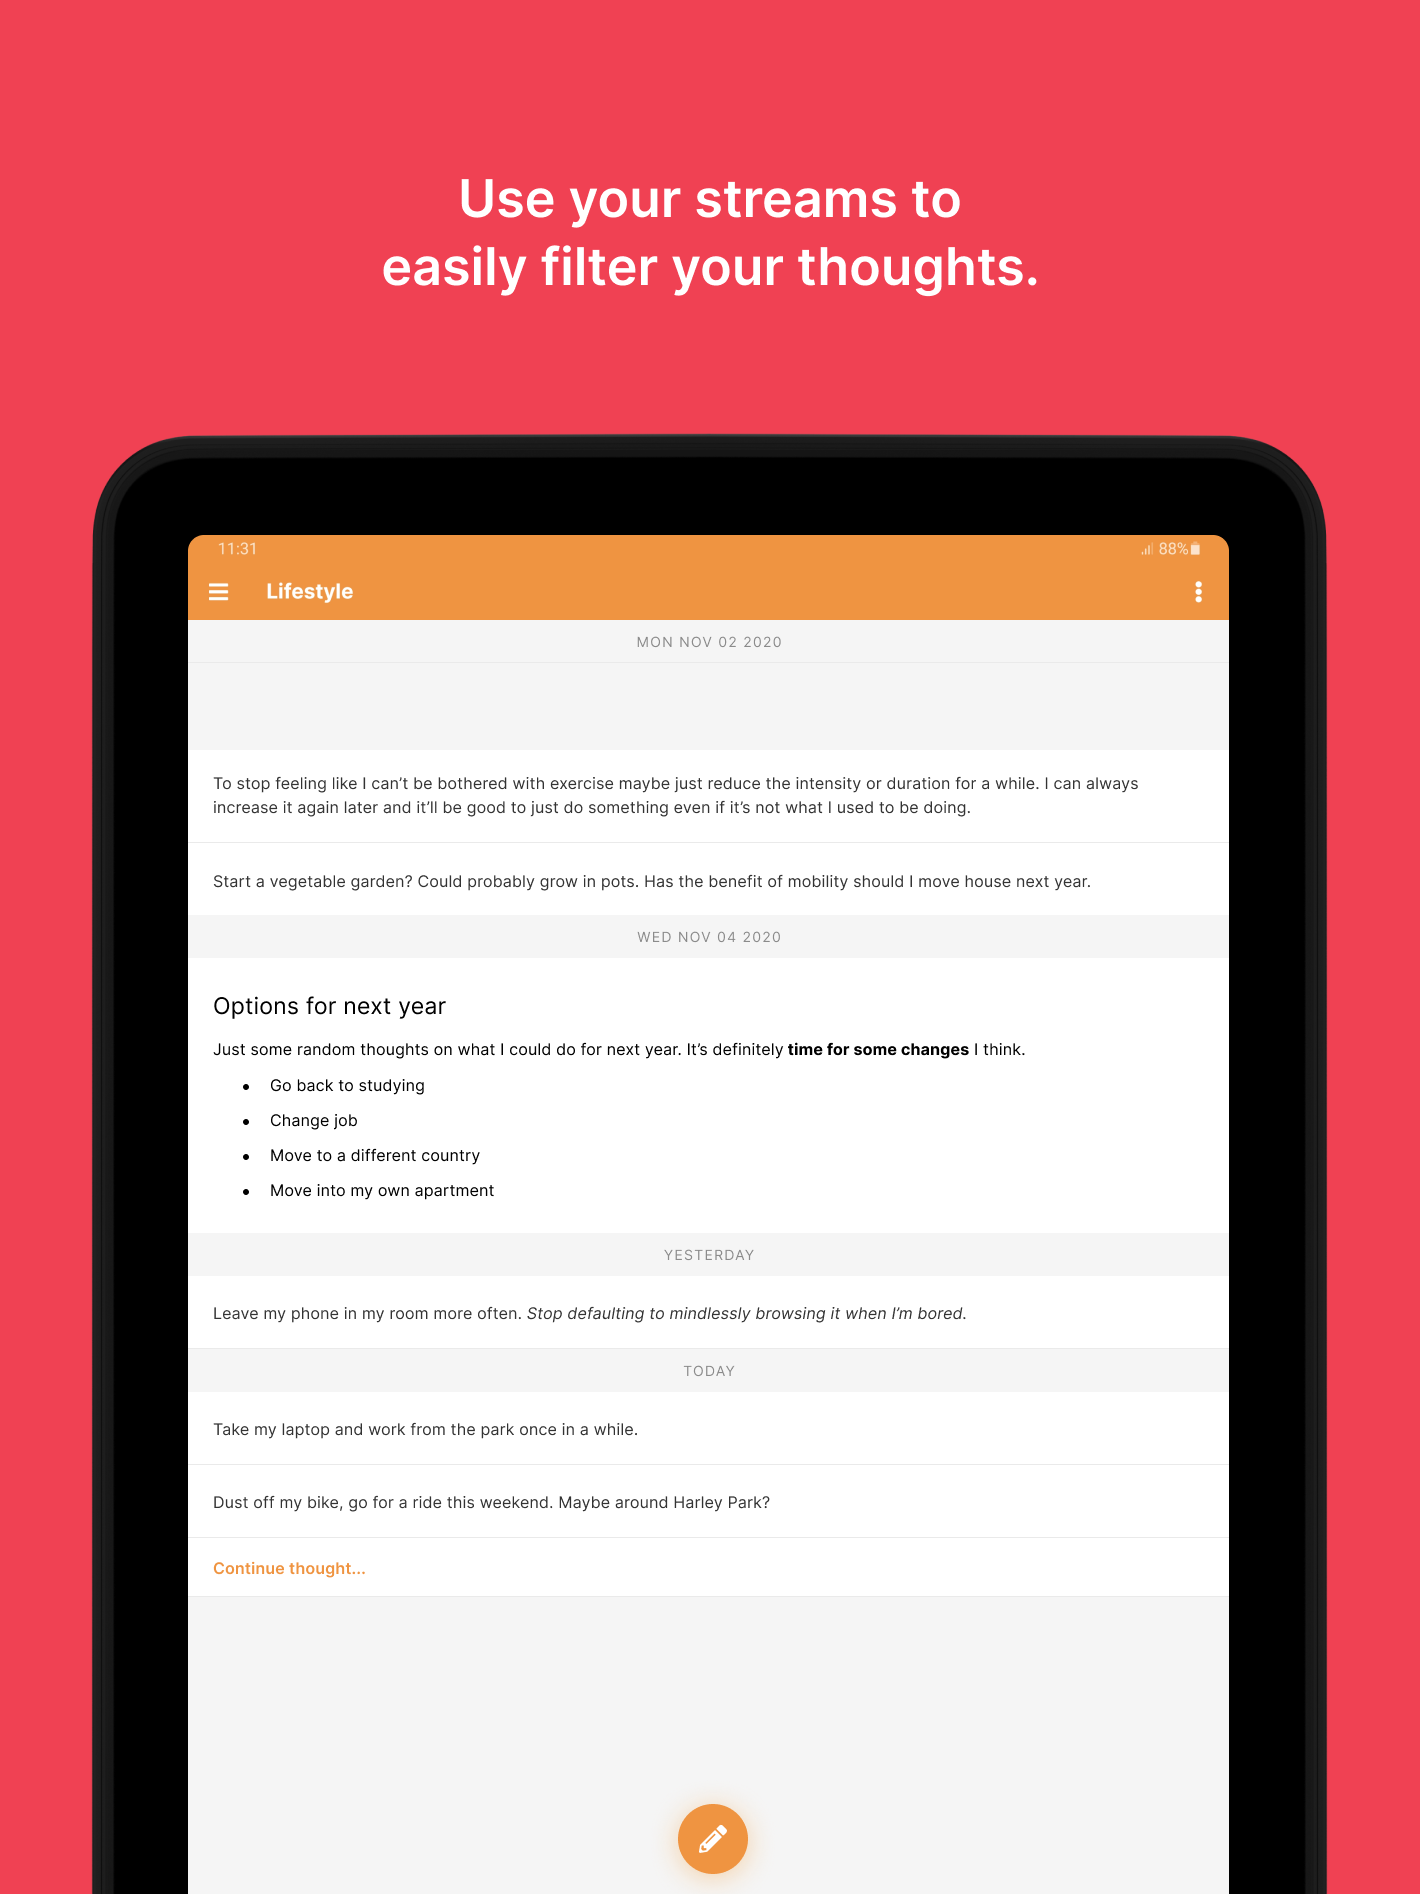 Use your streams to
easily filter your thoughts.
11:31
88%
Lifestyle
MON NOV 02 2020
To stop feeling like I can’t be bothered with exercise maybe just reduce the intensity or duration for a while. I can always
increase it again later and it’ll be good to just do something even if it’s not what I used to be doing.
Start a vegetable garden? Could probably grow in pots. Has the benefit of mobility should I move house next year.
WED NOV 04 2020
Options for next year
Just some random thoughts on what I could do for next year. It’s definitely time for some changes I think.
• Go back to studying
• Change job
• Move to a different country
• Move into my own apartment
YESTERDAY
Leave my phone in my room more often. Stop defaulting to mindlessly browsing it when I’m bored.
TODAY
Take my laptop and work from the park once in a while.
Dust off my bike, go for a ride this weekend. Maybe around Harley Park?
Continue thought...